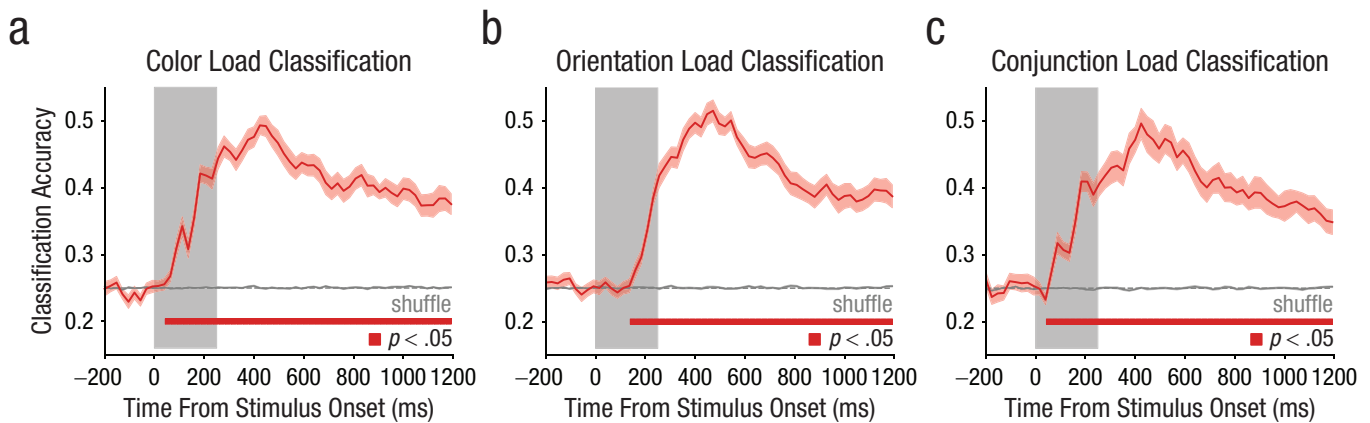 a
Color Load Classification
Classification Accuracy
0.5
0.4
0.3
0.2
shuffle
p < .05
−200 0 200 400 600 800 1000 1200
Time From Stimulus Onset (ms)
b
Orientation Load Classification
0.5
0.4
0.3
0.2
shuffle
p < .05
−200 0 200 400 600 800 1000 1200
Time From Stimulus Onset (ms)
c
Conjunction Load Classification
0.5
0.4
0.3
0.2
shuffle
p < .05
−200 0 200 400 600 800 1000 1200
Time From Stimulus Onset (ms)